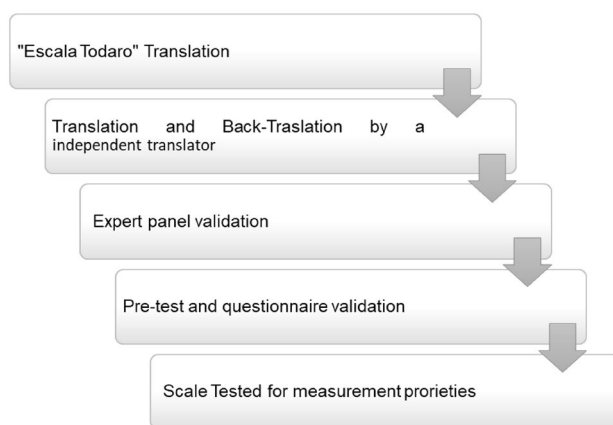 "Escala Todaro" Translation
Translation and Back-Traslation by a
independent translator
Expert panel validation
Pre-test and questionnaire validation
Scale Tested for measurement prorieties